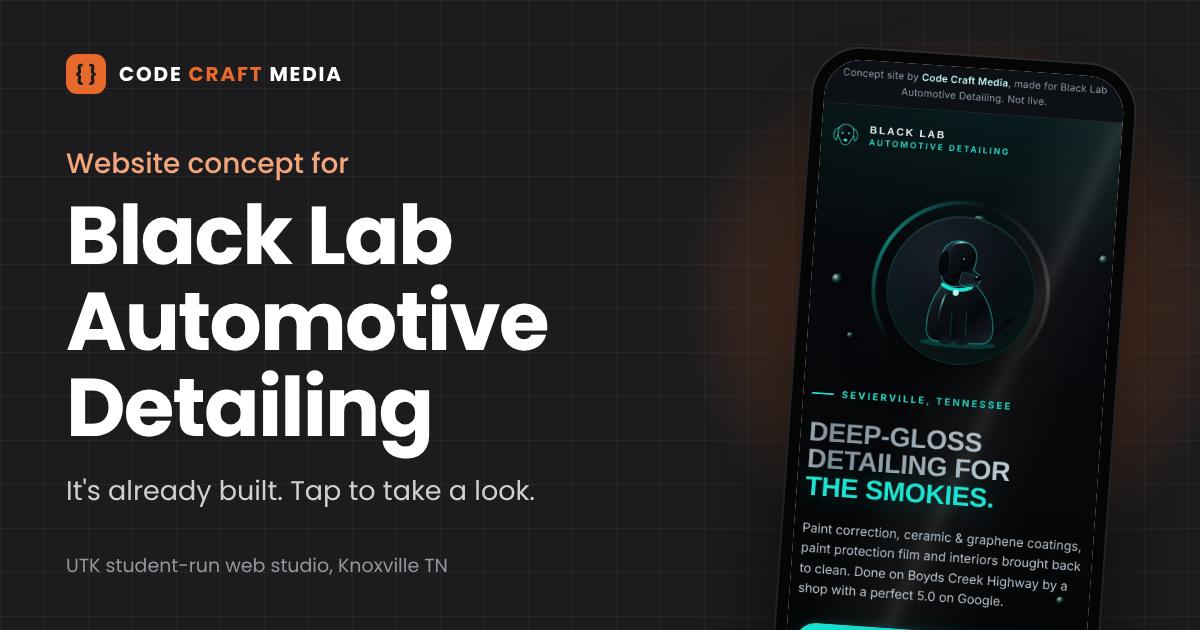 { } CODE CRAFT MEDIA
Website concept for
Black Lab
Automotive
Detailing
It's already built. Tap to take a look.
UTK student-run web studio, Knoxville TN
Concept site by Code Craft Media, made for Black Lab
Automotive Detailing. Not live.
BLACK LAB
AUTOMOTIVE DETAILING
SEVIERVILLE, TENNESSEE
DEEP-GLOSS
DETAILING FOR
THE SMOKIES.
Paint correction, ceramic & graphene coatings,
paint protection film and interiors brought back
to clean. Done on Boyds Creek Highway by a
shop with a perfect 5.0 on Google.